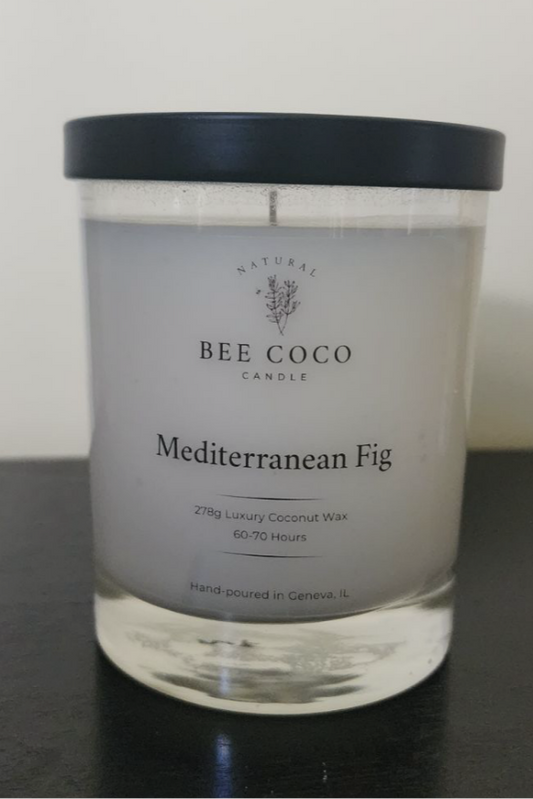 NATURAL
BEE COCO
CANDLE
Mediterranean Fig
278g Luxury Coconut Wax
60-70 Hours
Hand-poured in Geneva, IL